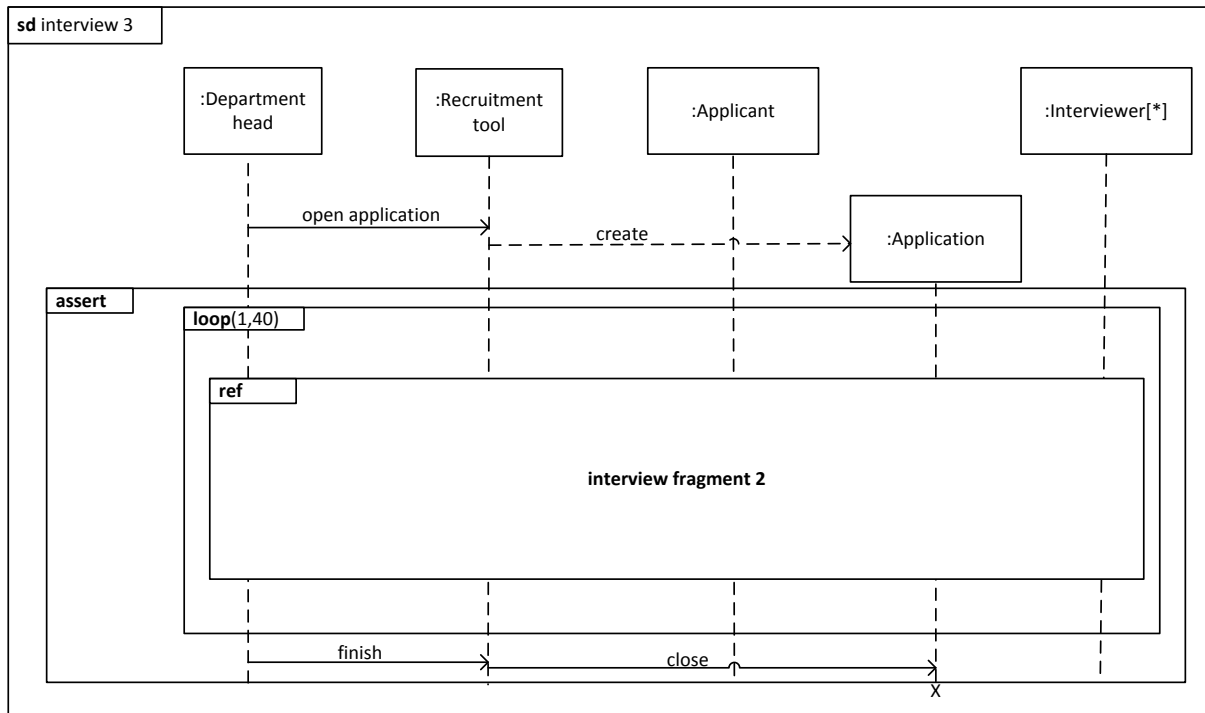 sd interview 3
:Department
head
:Recruitment
tool
:Applicant
:Interviewer[*]
open application
create
:Application
assert
loop(1,40)
ref
interview fragment 2
finish
close
X